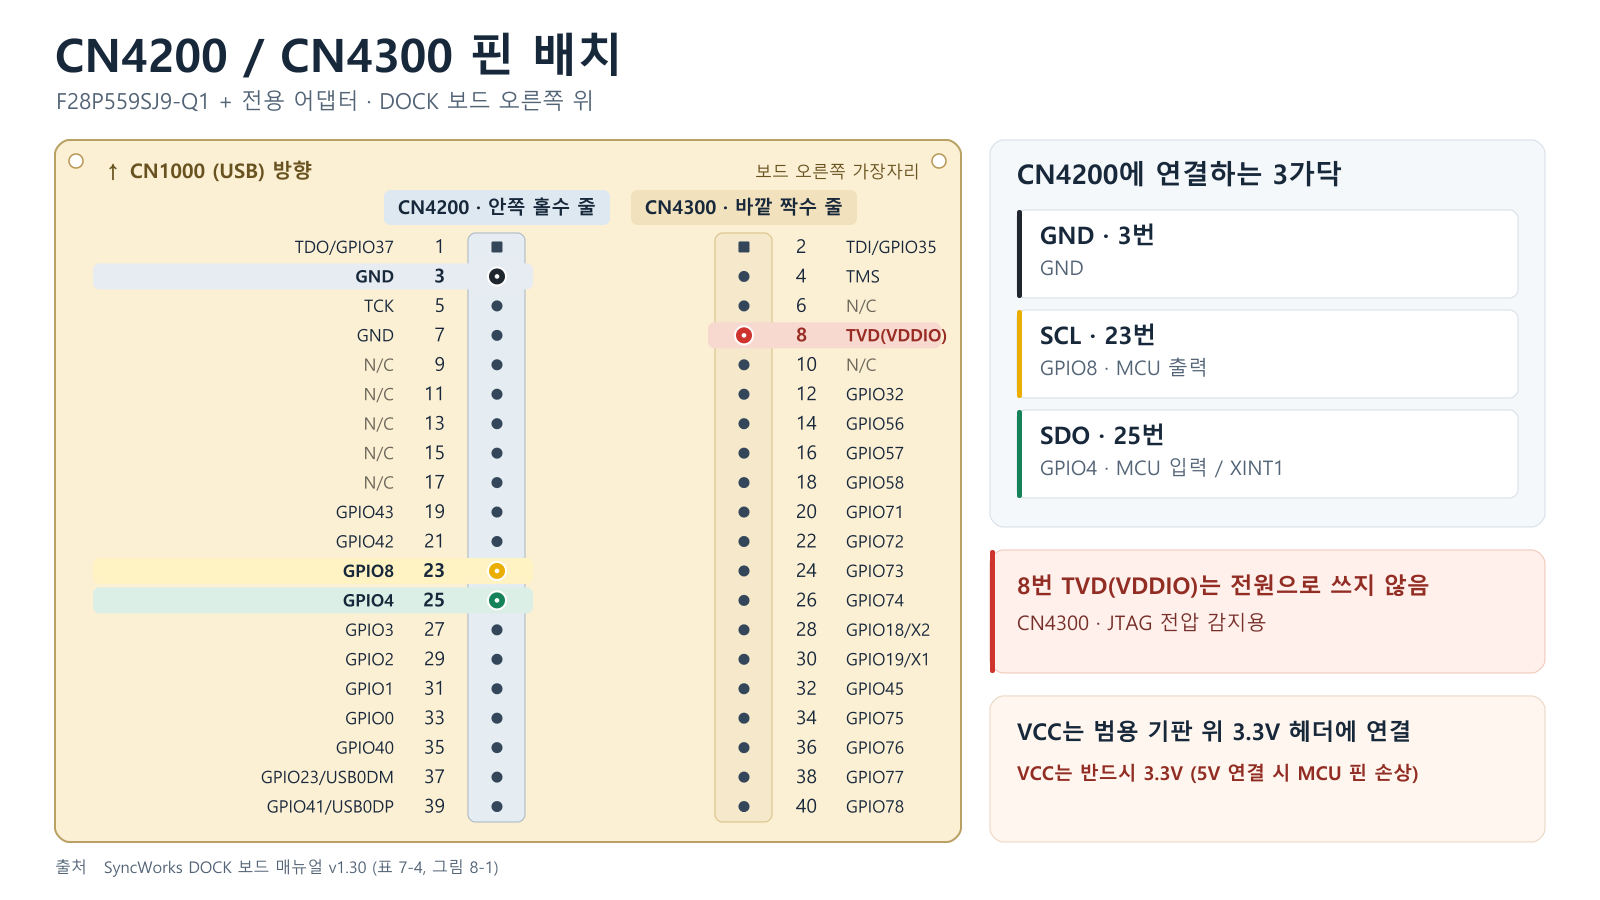 CN4200 / CN4300 핀 배치
F28P559SJ9-Q1 + 전용 어댑터 · DOCK 보드 오른쪽 위
↑ CN1000 (USB) 방향
보드 오른쪽 가장자리
CN4200 · 안쪽 홀수 줄
CN4300 · 바깥 짝수 줄
TDO/GPIO37 1 2 TDI/GPIO35
GND 3 4 TMS
TCK 5 6 N/C
GND 7 8 TVD(VDDIO)
N/C 9 10 N/C
N/C 11 12 GPIO32
N/C 13 14 GPIO56
N/C 15 16 GPIO57
N/C 17 18 GPIO58
GPIO43 19 20 GPIO71
GPIO42 21 22 GPIO72
GPIO8 23 24 GPIO73
GPIO4 25 26 GPIO74
GPIO3 27 28 GPIO18/X2
GPIO2 29 30 GPIO19/X1
GPIO1 31 32 GPIO45
GPIO0 33 34 GPIO75
GPIO40 35 36 GPIO76
GPIO23/USB0DM 37 38 GPIO77
GPIO41/USB0DP 39 40 GPIO78
CN4200에 연결하는 3가닥
GND · 3번
GND
SCL · 23번
GPIO8 · MCU 출력
SDO · 25번
GPIO4 · MCU 입력 / XINT1
8번 TVD(VDDIO)는 전원으로 쓰지 않음
CN4300 · JTAG 전압 감지용
VCC는 범용 기판 위 3.3V 헤더에 연결
VCC는 반드시 3.3V (5V 연결 시 MCU 핀 손상)
출처 SyncWorks DOCK 보드 매뉴얼 v1.30 (표 7-4, 그림 8-1)